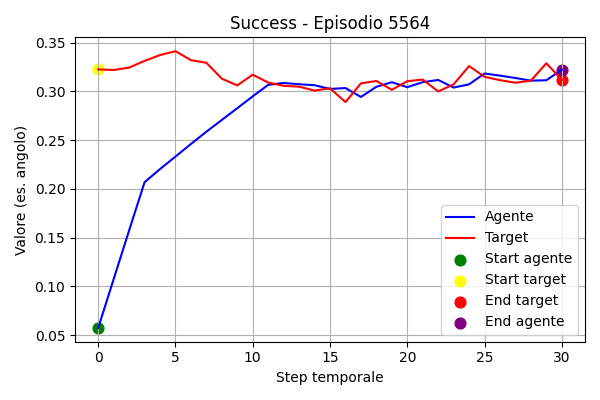 Success - Episodio 5564
Valore (es. angolo)
0.35
0.30
0.25
0.20
0.15
0.10
0.05
Agente
Target
Start agente
Start target
End target
End agente
0
5
10
15
20
25
30
Step temporale